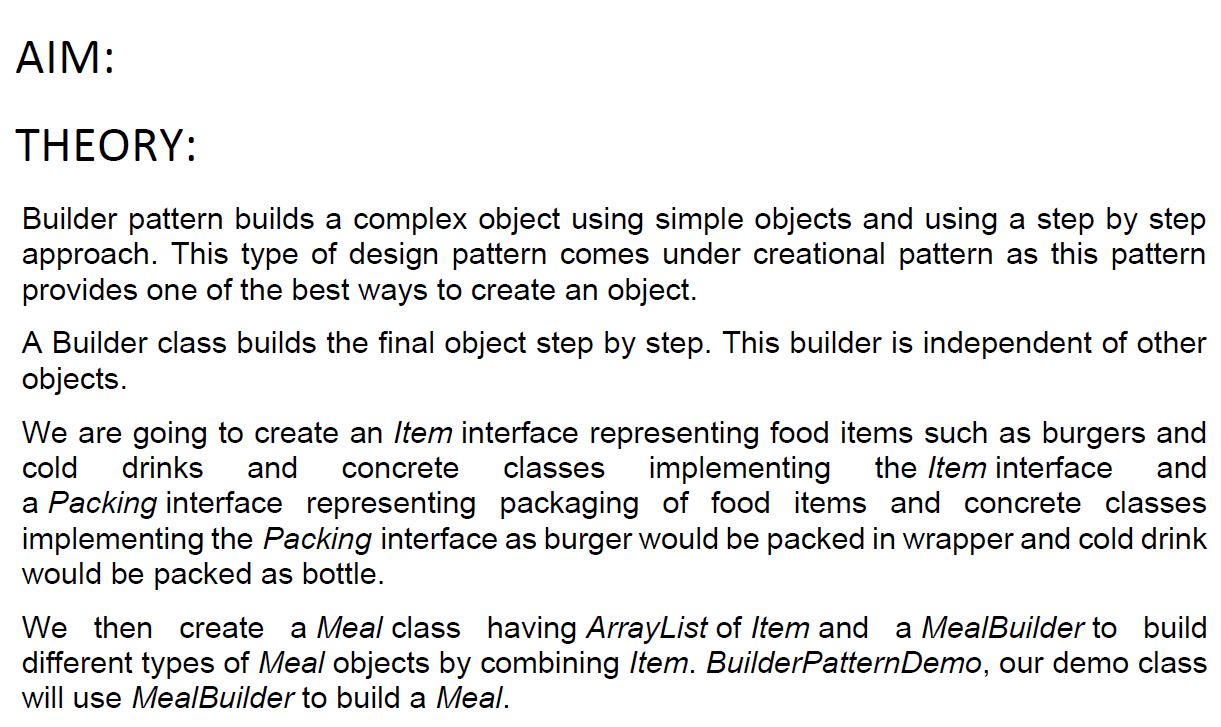 AIM:
THEORY:
Builder pattern builds a complex object using simple objects and using a step by step
approach. This type of design pattern comes under creational pattern as this pattern
provides one of the best ways to create an object.
A Builder class builds the final object step by step. This builder is independent of other
objects.
We are going to create an Item interface representing food items such as burgers and
cold drinks and concrete classes implementing the Item interface and
a Packing interface representing packaging of food items and concrete classes
implementing the Packing interface as burger would be packed in wrapper and cold drink
would be packed as bottle.
We then create a Meal class having ArrayList of Item and a MealBuilder to build
different types of Meal objects by combining Item. BuilderPatternDemo, our demo class
will use MealBuilder to build a Meal.